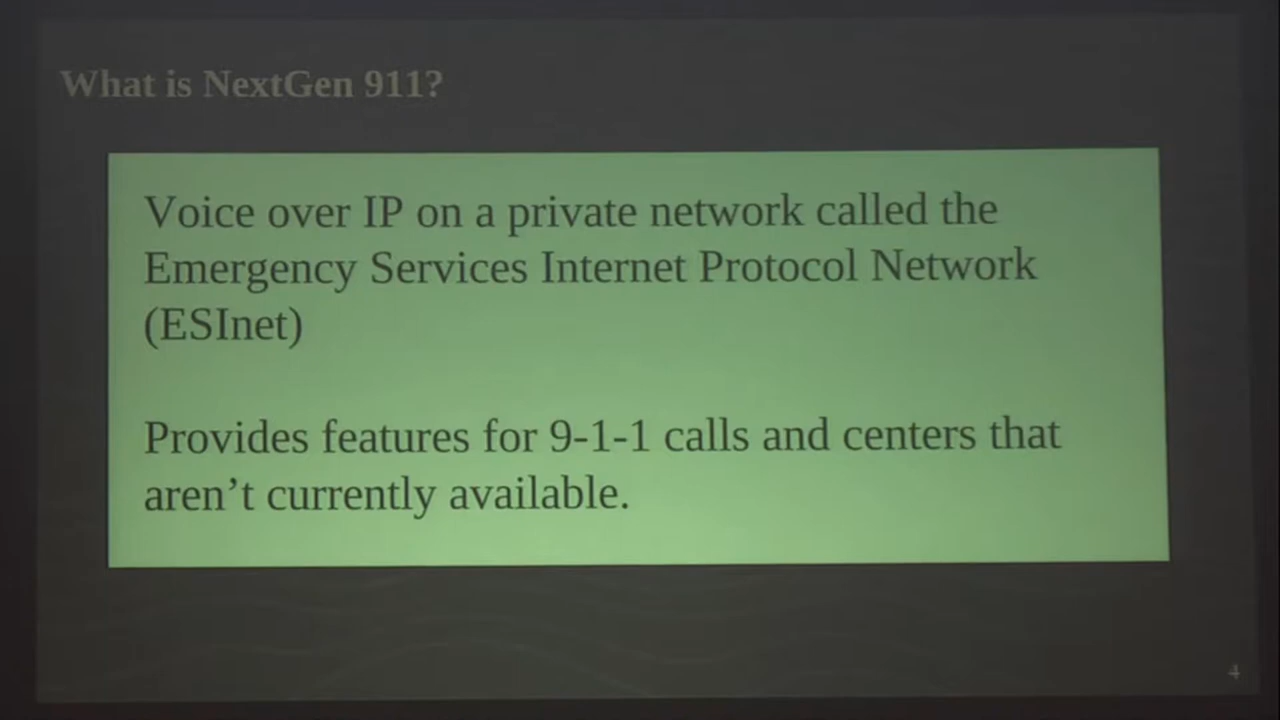 What is NextGen 911?
Voice over IP on a private network called the
Emergency Services Internet Protocol Network
(ESInet)
Provides features for 9-1-1 calls and centers that
aren’t currently available.
4